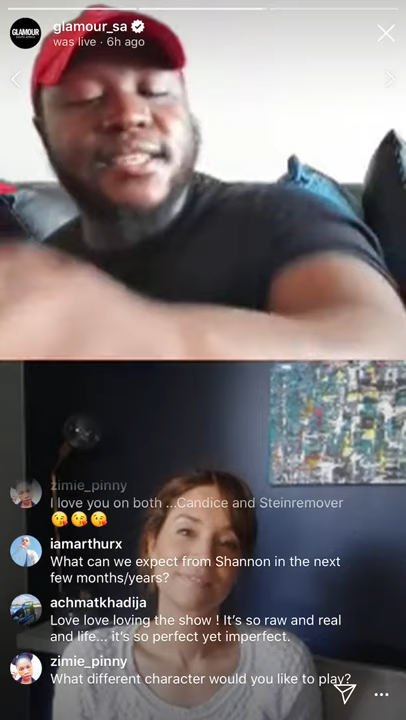 GLAMOUR
glamour_sa
was live · 6h ago
zimie_pinny
I love you on both ...Candice and Steinremover
😘😘😘
iamarthurx
What can we expect from Shannon in the next
few months/years?
achmatkhadija
Love love loving the show ! It's so raw and real
and life... it's so perfect yet imperfect.
zimie_pinny
What different character would you like to play?